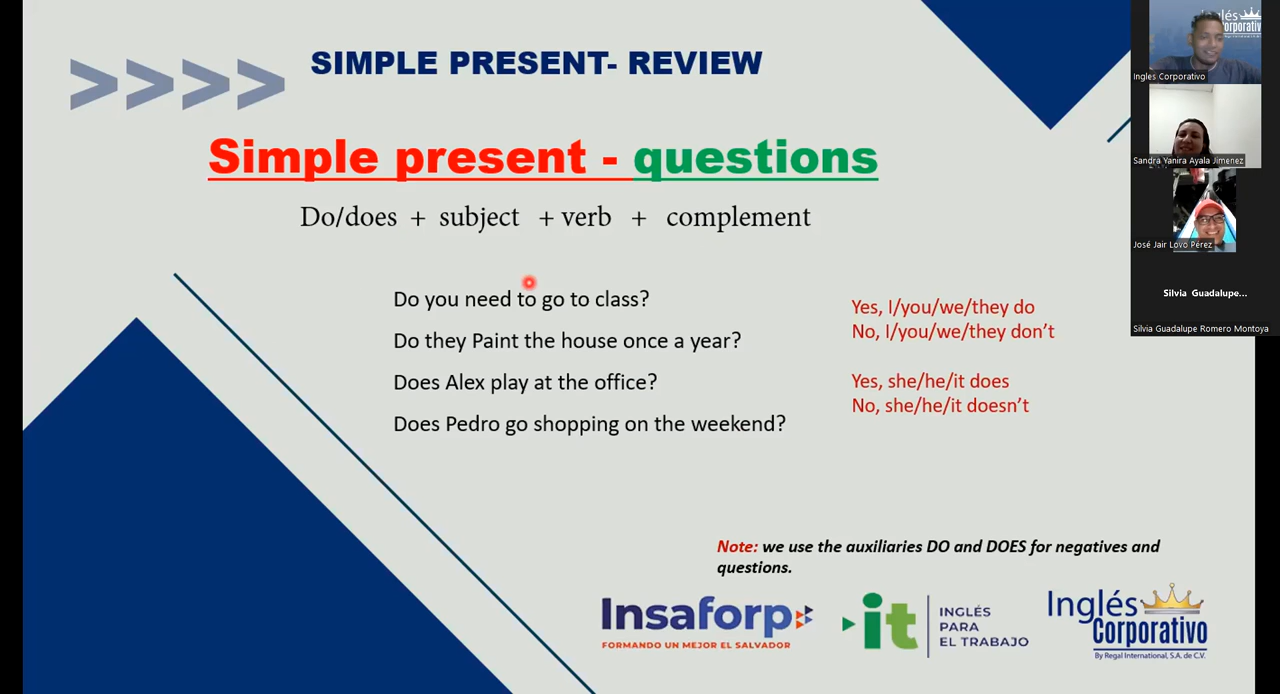 SIMPLE PRESENT- REVIEW
Simple present - questions
Do/does + subject + verb + complement
Do you need to go to class?
Do they Paint the house once a year?
Does Alex play at the office?
Does Pedro go shopping on the weekend?
Yes, I/you/we/they do
No, I/you/we/they don't
Yes, she/he/it does
No, she/he/it doesn't
Note: we use the auxiliaries DO and DOES for negatives and
questions.
Insaforp
FORMANDO UN MEJOR EL SALVADOR
it
INGLÉS
PARA
EL TRABAJO
Inglés
Corporativo
By Regal International, S.A. de C.V.
Inglés
Corporativo
Ingles Corporativo
Sandra Yanira Ayala Jimenez
José Jair Lovo Pérez
Silvia Guadalupe...
Silvia Guadalupe Romero Montoya